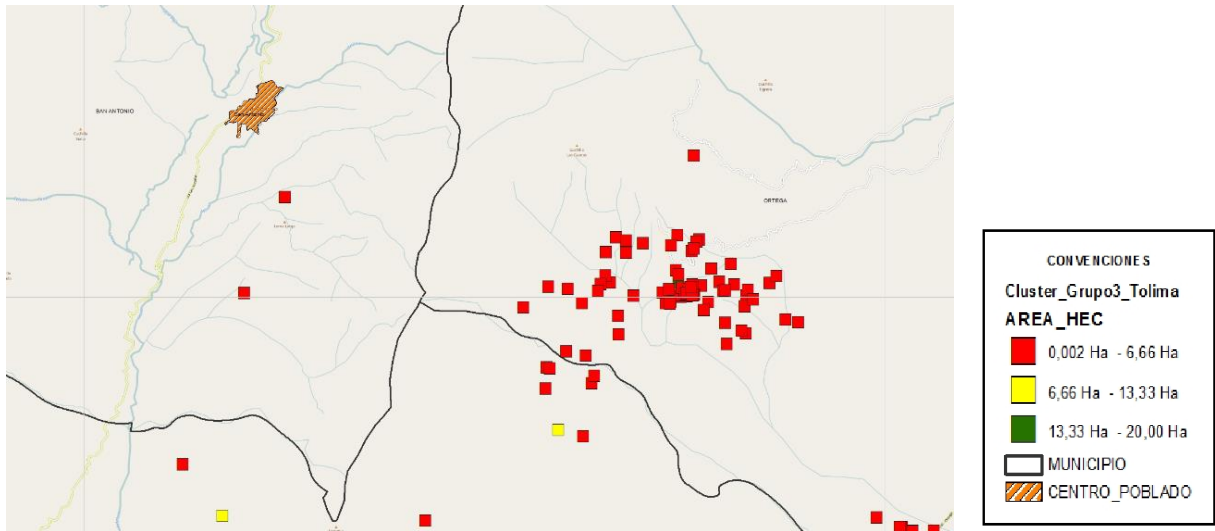 SAN ANTONIO
ORTEGA
CONVENCIONES
Cluster_Grupo3_Tolima
AREA_HEC
0,002 Ha - 6,66 Ha
6,66 Ha - 13,33 Ha
13,33 Ha - 20,00 Ha
MUNICIPIO
CENTRO_POBLADO